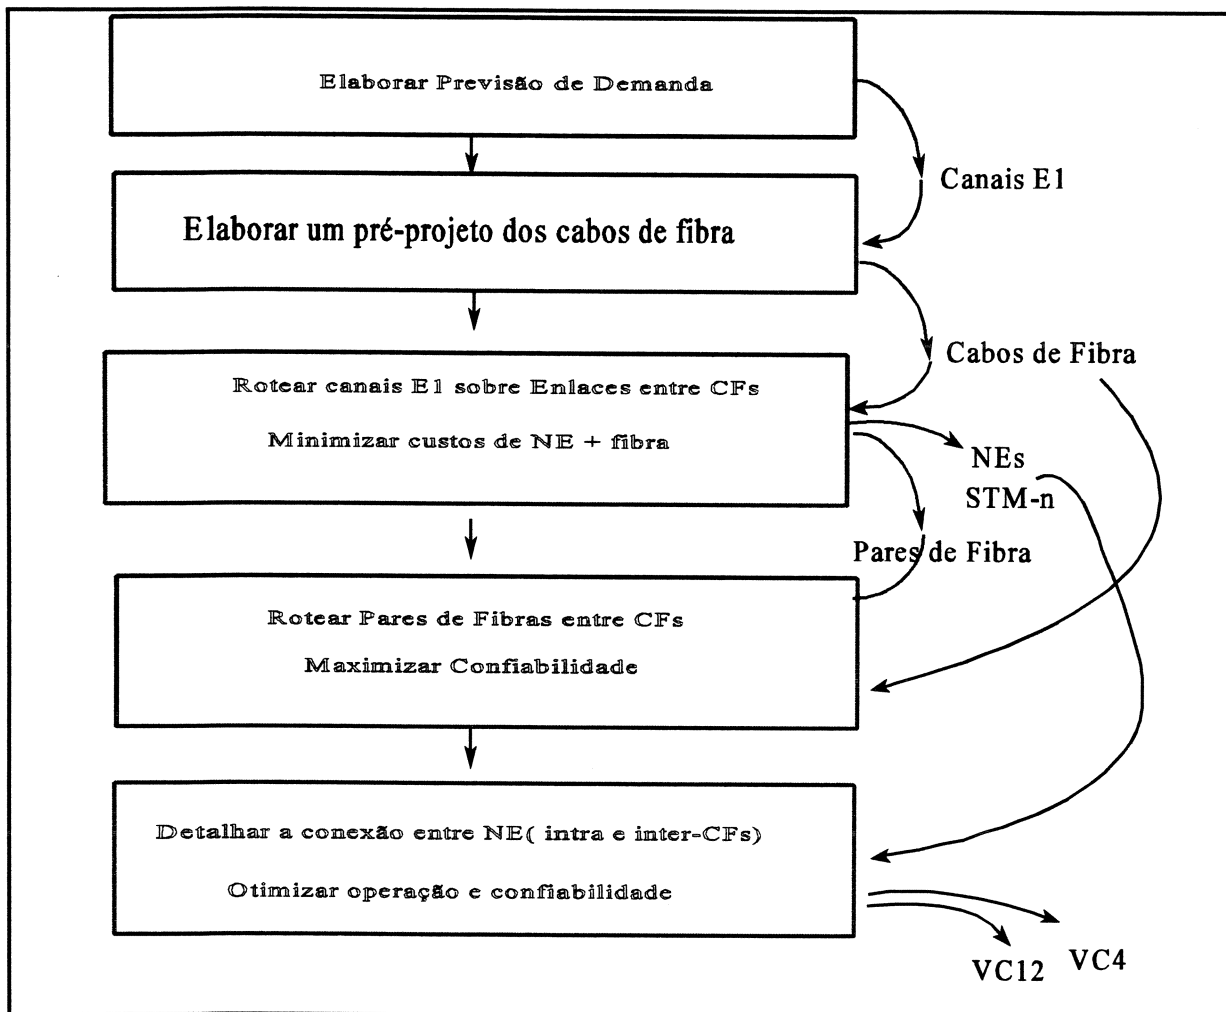 Elaborar Previsão de Demanda
Canais E1
Elaborar um pré-projeto dos cabos de fibra
Cabos de Fibra
Rotear canais E1 sobre Enlaces entre CFs
Minimizar custos de NE + fibra
NEs
STM-n
Pares de Fibra
Rotear Pares de Fibras entre CFs
Maximizar Confiabilidade
Detalhar a conexão entre NE( intra e inter-CFs)
Otimizar operação e confiabilidade
VC12
VC4